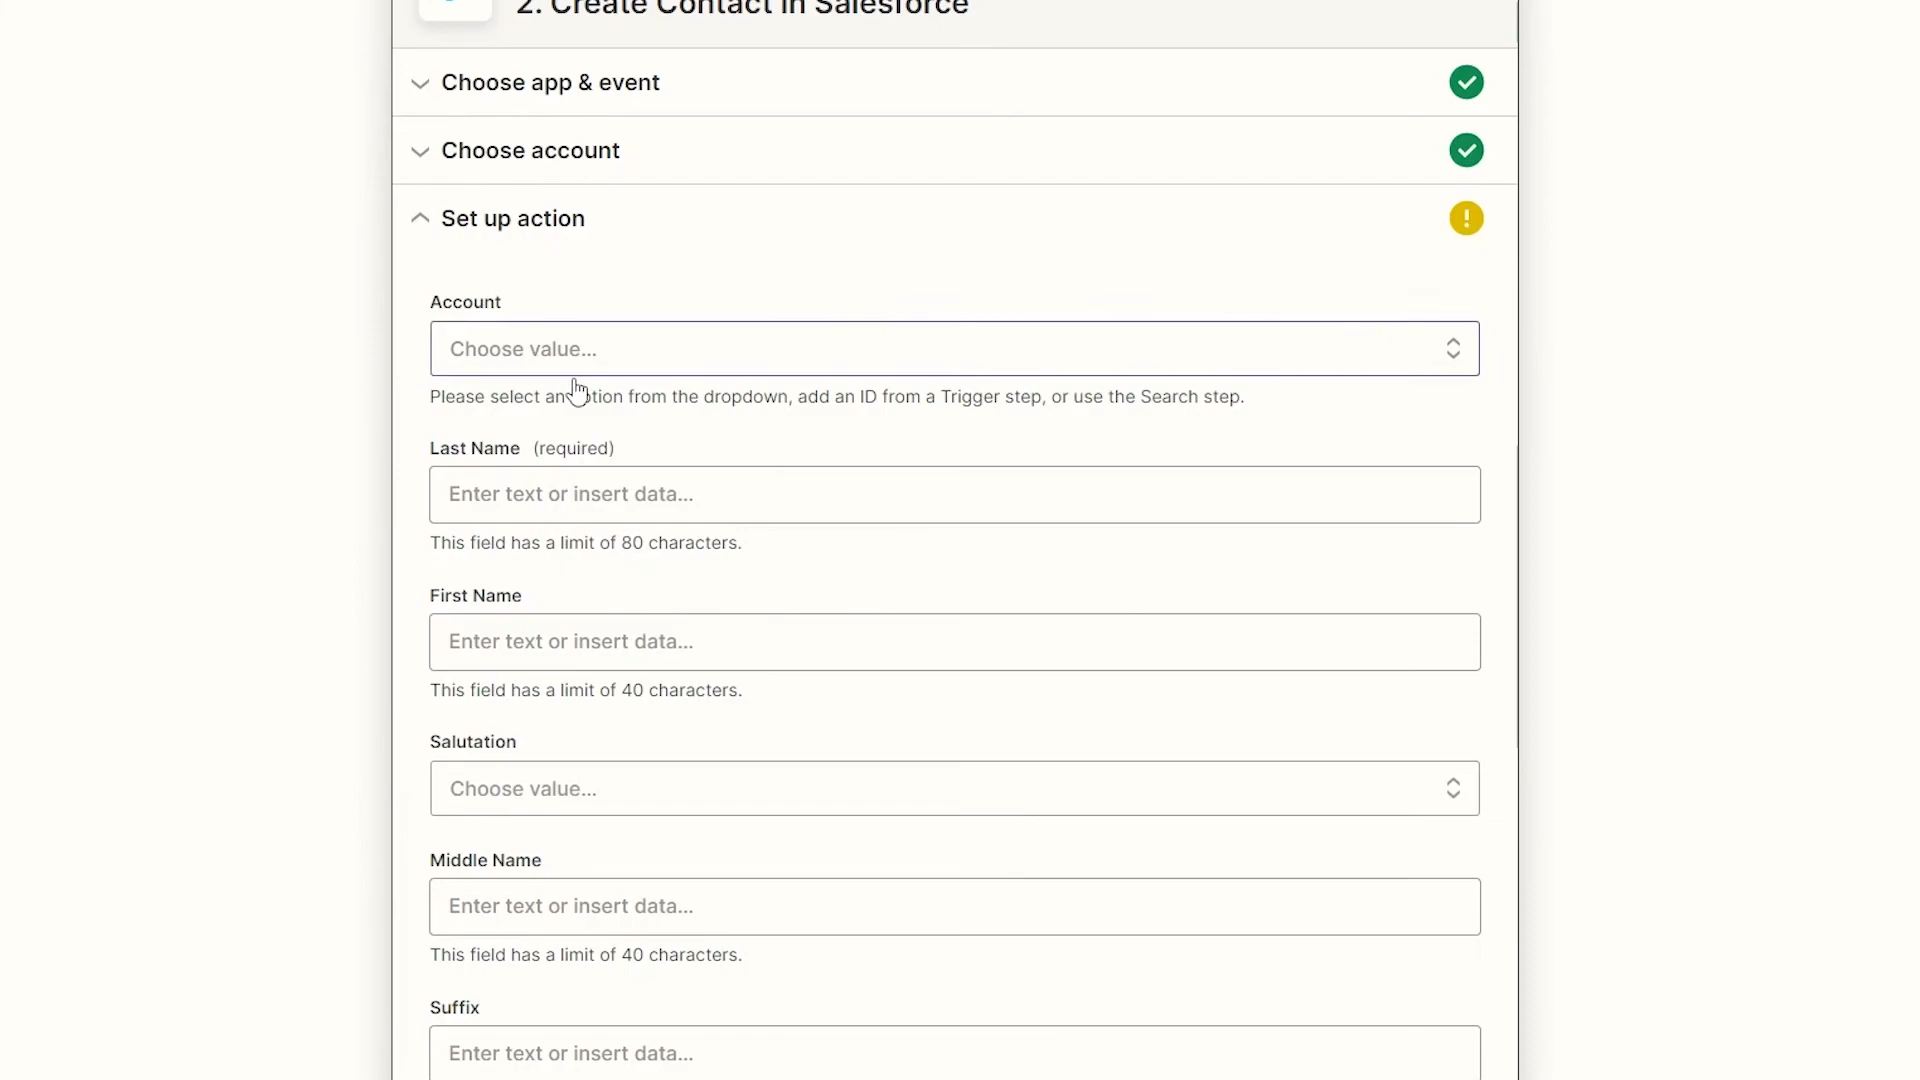 2. Create Contact in Salesforce
Choose app & event
Choose account
Set up action
Account
Choose value...
Please select an option from the dropdown, add an ID from a Trigger step, or use the Search step.
Last Name (required)
Enter text or insert data...
This field has a limit of 80 characters.
First Name
Enter text or insert data...
This field has a limit of 40 characters.
Salutation
Choose value...
Middle Name
Enter text or insert data...
This field has a limit of 40 characters.
Suffix
Enter text or insert data...